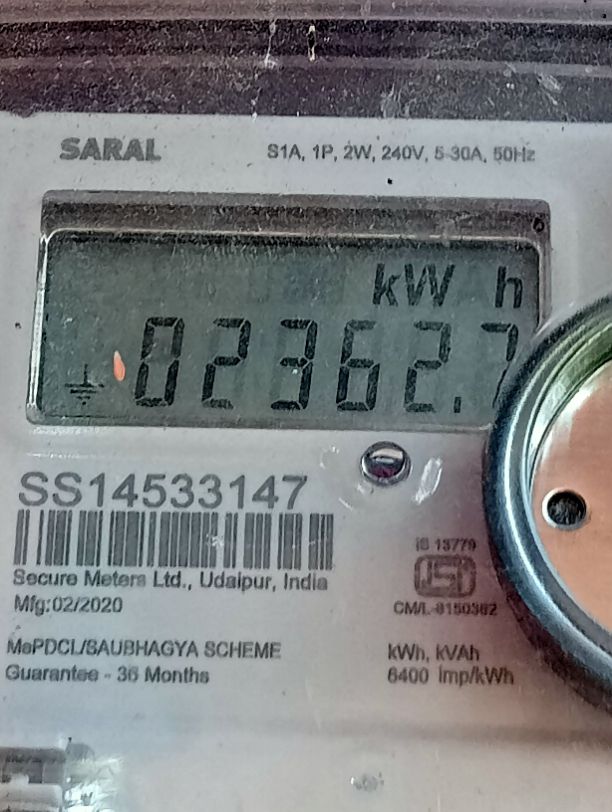 SARAL
S1A, 1P, 2W, 240V, 5-30A, 50Hz
kW h
02362.7
SS14533147
Secure Meters Ltd., Udaipur, India
Mfg:02/2020
IS 13779
ISI
CM/L-8150362
MePDCL/SAUBHAGYA SCHEME
Guarantee - 36 Months
kWh, kVAh
6400 imp/kWh